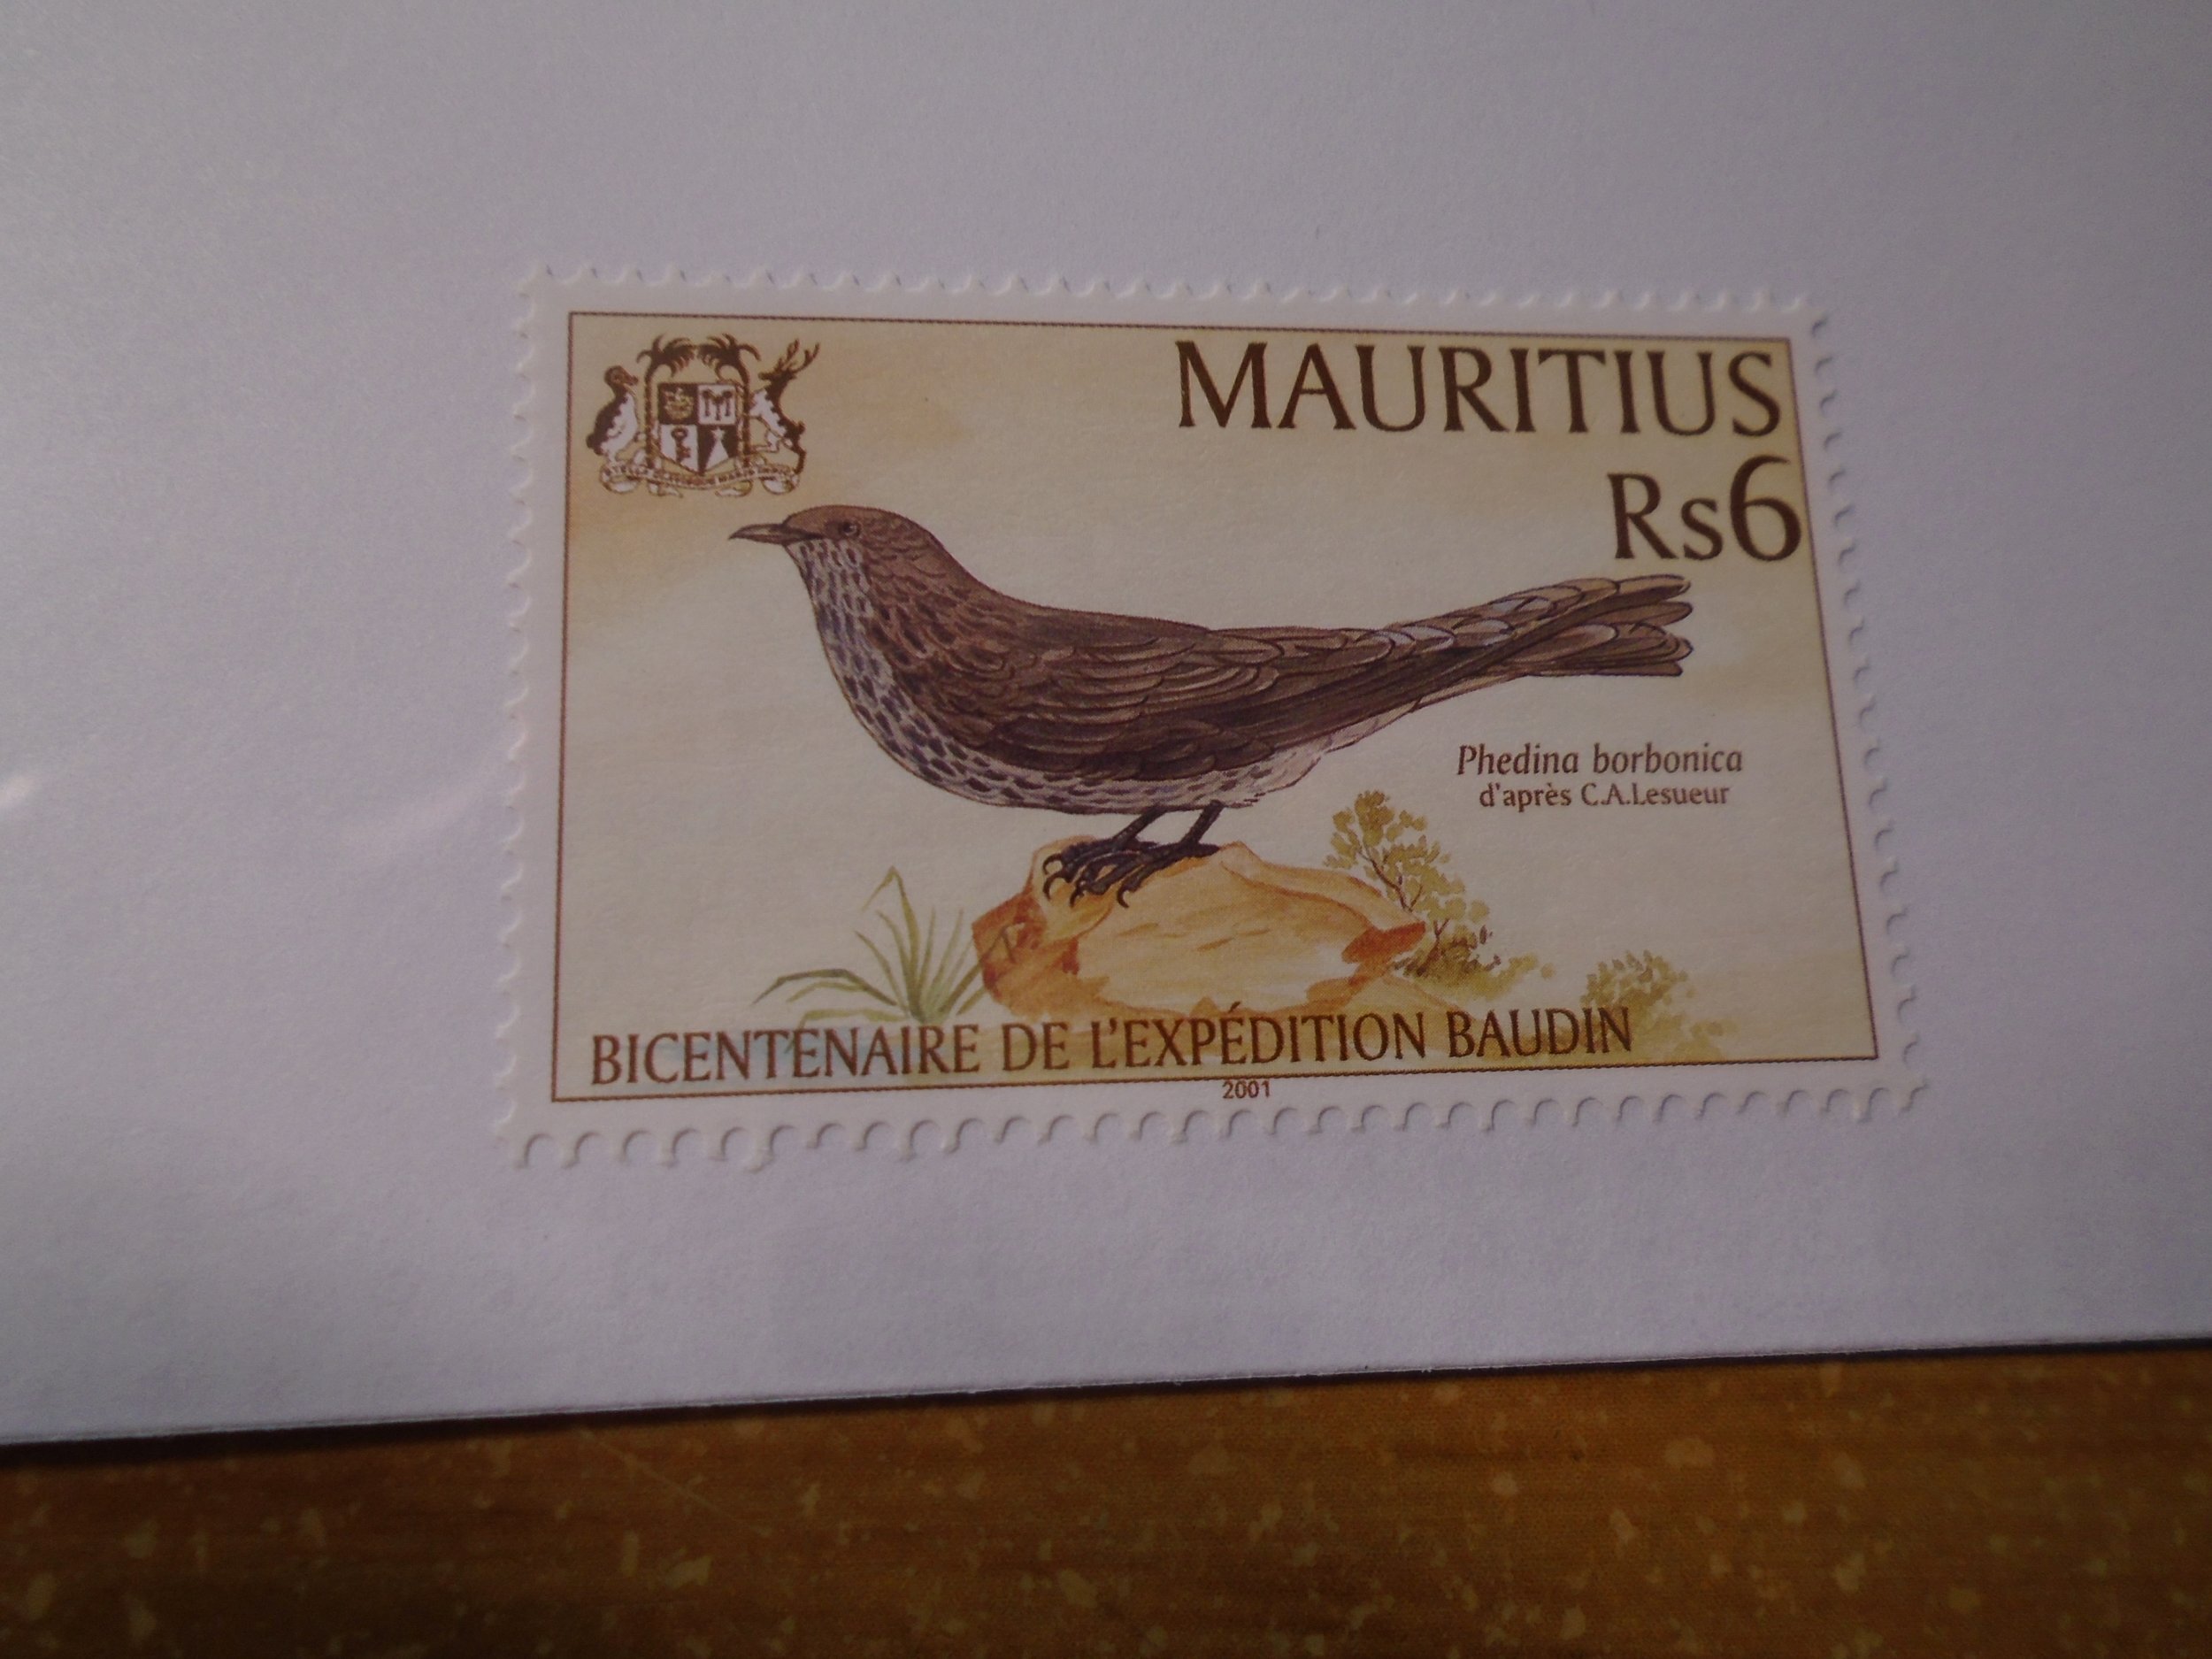 MAURITIUS
Rs6
Phedina borbonica
d'après C.A.Lesueur
BICENTENAIRE DE L'EXPÉDITION BAUDIN
2001